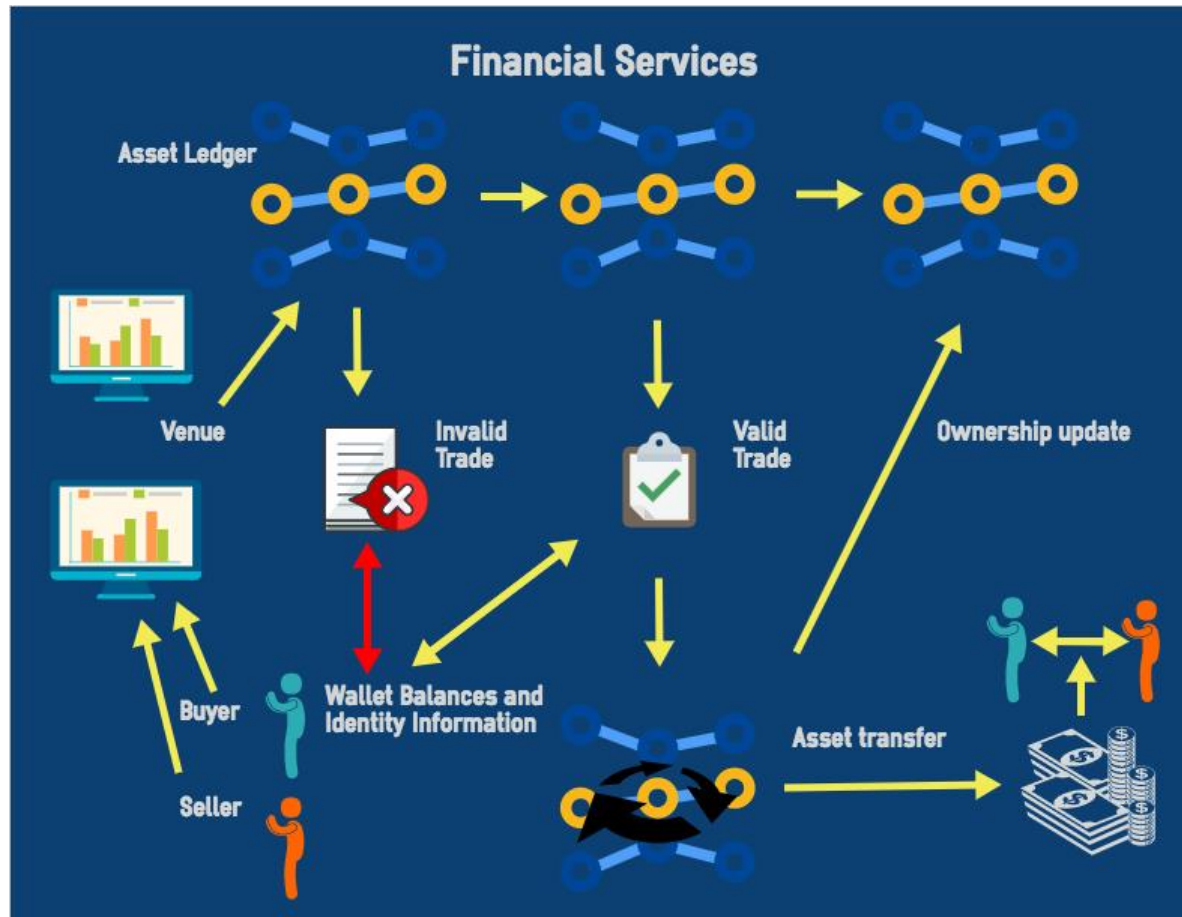 Financial Services
Asset Ledger
Venue
Invalid
Trade
Valid
Trade
Ownership update
Buyer
Wallet Balances and
Identity Information
Seller
Asset transfer
$
$
$
$
$